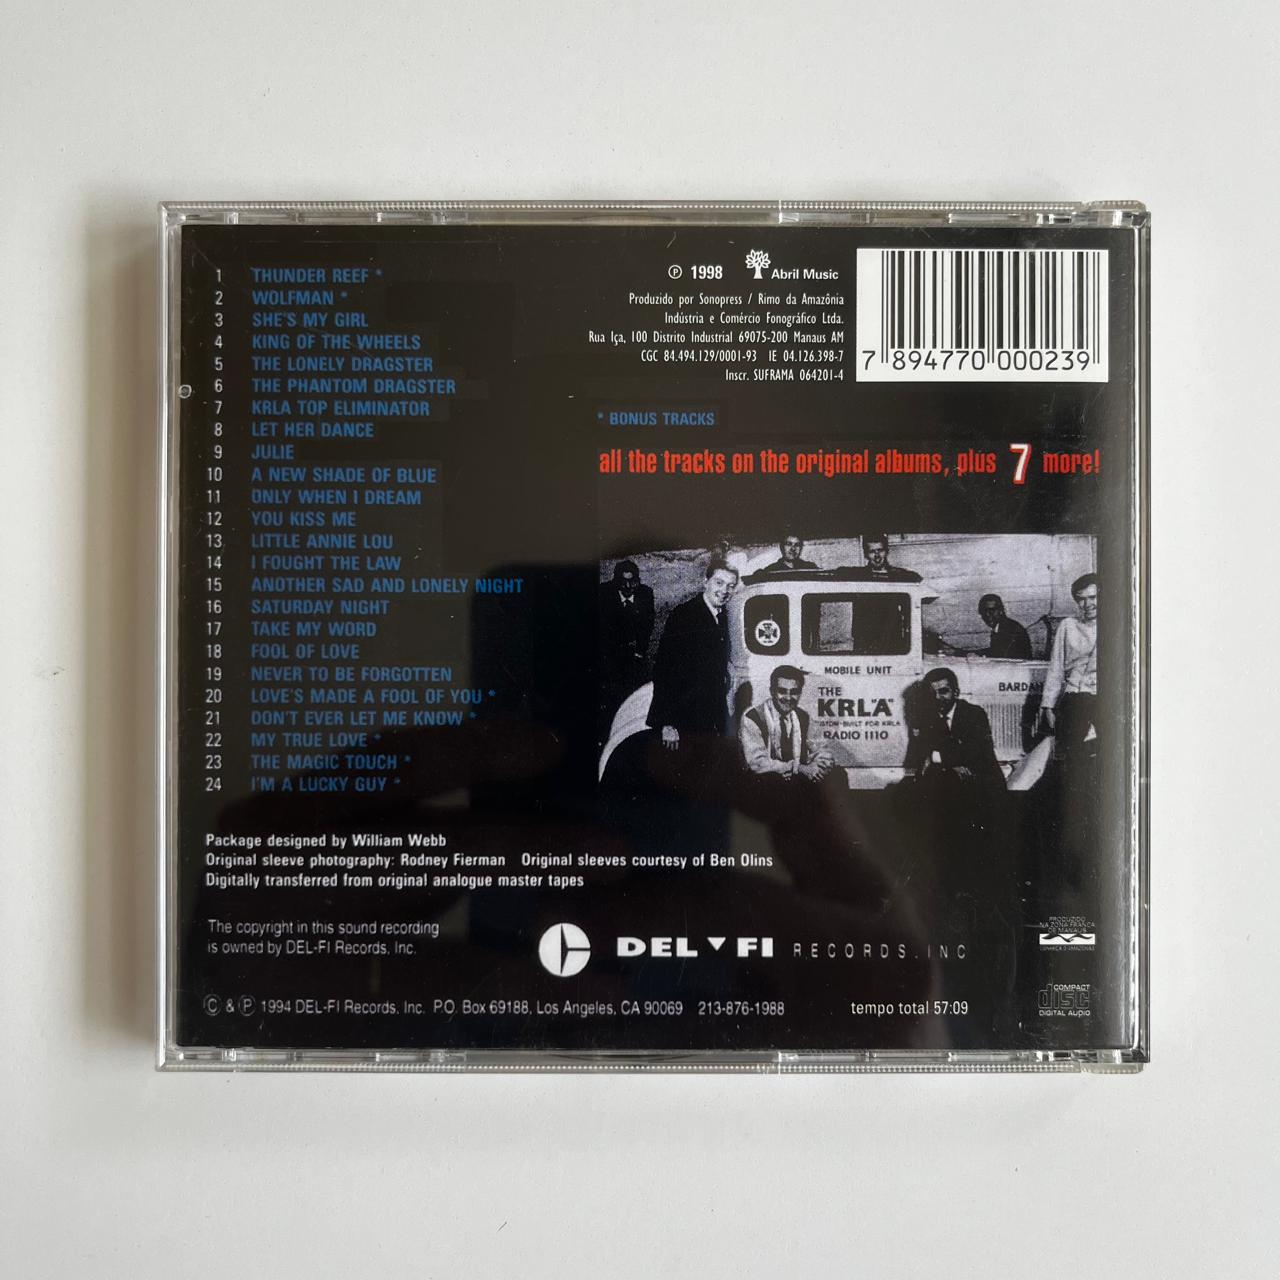 1 THUNDER REEF *
2 WOLFMAN *
3 SHE'S MY GIRL
4 KING OF THE WHEELS
5 THE LONELY DRAGSTER
6 THE PHANTOM DRAGSTER
7 KRLA TOP ELIMINATOR
8 LET HER DANCE
9 JULIE
10 A NEW SHADE OF BLUE
11 ONLY WHEN I DREAM
12 YOU KISS ME
13 LITTLE ANNIE LOU
14 I FOUGHT THE LAW
15 ANOTHER SAD AND LONELY NIGHT
16 SATURDAY NIGHT
17 TAKE MY WORD
18 FOOL OF LOVE
19 NEVER TO BE FORGOTTEN
20 LOVE'S MADE A FOOL OF YOU *
21 DON'T EVER LET ME KNOW *
22 MY TRUE LOVE *
23 THE MAGIC TOUCH *
24 I'M A LUCKY GUY *
℗ 1998 Abril Music
Produzido por Sonopress / Rimo da Amazônia
Indústria e Comércio Fonográfico Ltda.
Rua Iça, 100 Distrito Industrial 69075-200 Manaus AM
CGC 84.494.129/0001-93 IE 04.126.398-7
Inscr. SUFRAMA 064201-4
7 894770 000239
* BONUS TRACKS
all the tracks on the original albums, plus 7 more!
MOBILE UNIT
THE
KRL"A"
FOR KRLA
RADIO 1110
Package designed by William Webb
Original sleeve photography: Rodney Fierman Original sleeves courtesy of Ben Olins
Digitally transferred from original analogue master tapes
The copyright in this sound recording
is owned by DEL-FI Records, Inc.
DEL▼FI RECORDS, INC
PRODUZIDO
NA ZONA FRANCA
DE MANAUS
CONHEÇA O AMAZONAS
© & ℗ 1994 DEL-FI Records, Inc. P.O. Box 69188, Los Angeles, CA 90069 213-876-1988
tempo total 57:09
COMPACT
disc
DIGITAL AUDIO